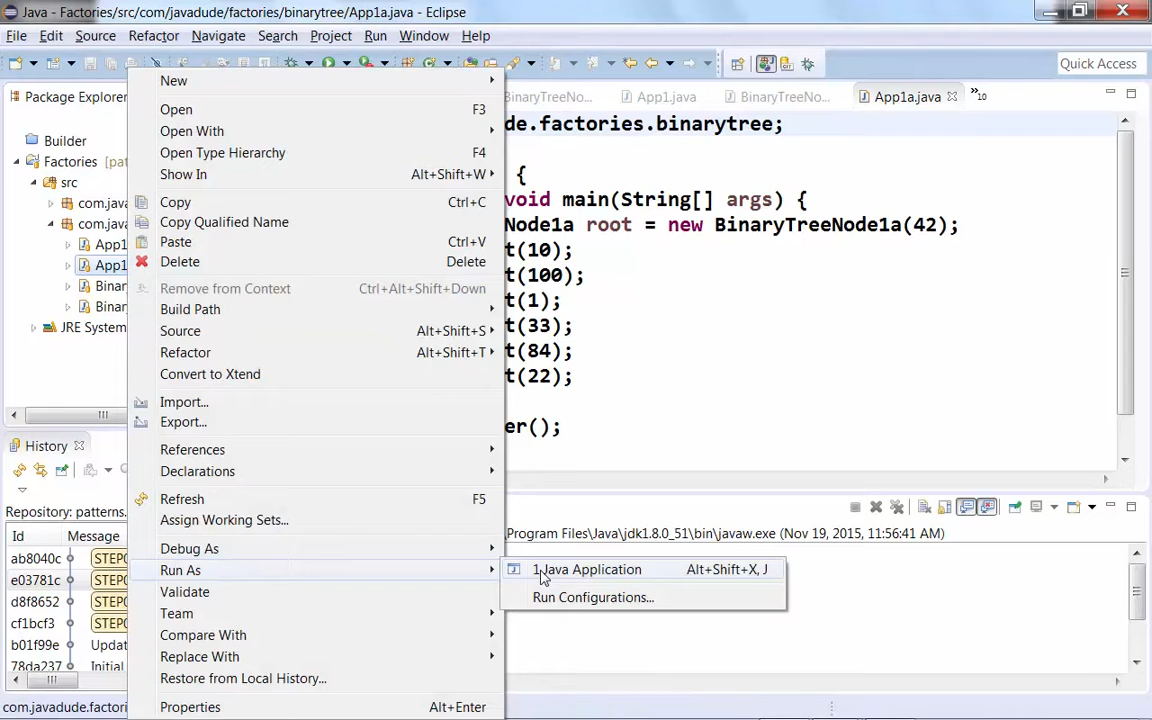 Java - Factories/src/com/javadude/factories/binarytree/App1a.java - Eclipse
File Edit Source Refactor Navigate Search Project Run Window Help
Quick Access
Package Explorer
Builder
Factories
src
com.java
com.java
App1
App1
Binar
Binar
JRE System
New
Open F3
Open With
Open Type Hierarchy F4
Show In Alt+Shift+W
Copy Ctrl+C
Copy Qualified Name
Paste Ctrl+V
Delete Delete
Remove from Context Ctrl+Alt+Shift+Down
Build Path
Source Alt+Shift+S
Refactor Alt+Shift+T
Convert to Xtend
Import...
Export...
References
Declarations
Refresh F5
Assign Working Sets...
Debug As
Run As
Validate
Team
Compare With
Replace With
Restore from Local History...
Properties Alt+Enter
1 Java Application Alt+Shift+X, J
Run Configurations...
BinaryTreeNo... App1.java BinaryTreeNo... App1a.java »10
de.factories.binarytree;
{
void main(String[] args) {
Node1a root = new BinaryTreeNode1a(42);
t(10);
t(100);
t(1);
t(33);
t(84);
t(22);
er();
History
Repository: patterns.
Id Message
ab8040c STEP0
e03781c STEP0
d8f8652 STEP0
cf1bcf3 STEP0
b01f99e Updat
78da237 Initial
Program Files\Java\jdk1.8.0_51\bin\javaw.exe (Nov 19, 2015, 11:56:41 AM)
com.javadude.factori